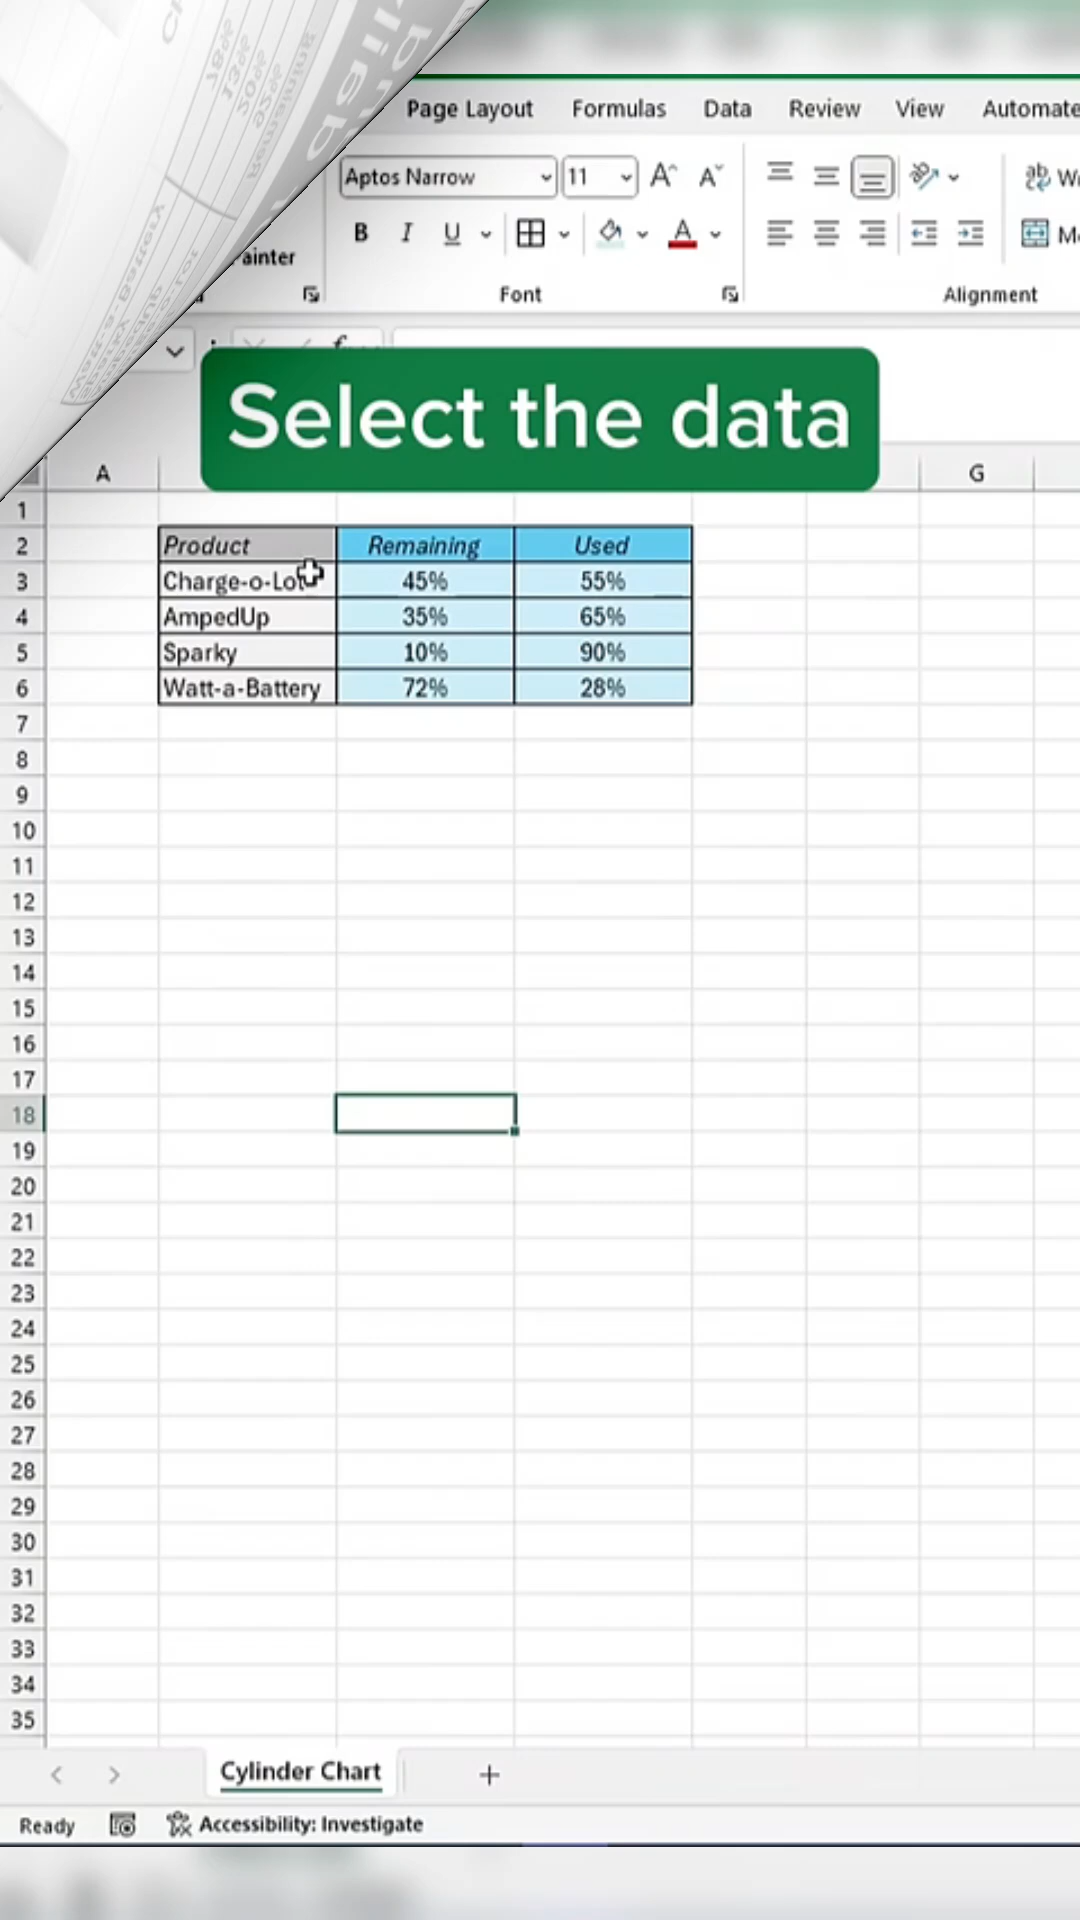 Page Layout Formulas Data Review View Automate
Aptos Narrow 11
B I U A
ainter
Font Alignment
Select the data
A G
1
2 Product Remaining Used
3 Charge-o-Lot 45% 55%
4 AmpedUp 35% 65%
5 Sparky 10% 90%
6 Watt-a-Battery 72% 28%
7
8
9
10
11
12
13
14
15
16
17
18
19
20
21
22
23
24
25
26
27
28
29
30
31
32
33
34
35
Cylinder Chart
Ready Accessibility: Investigate